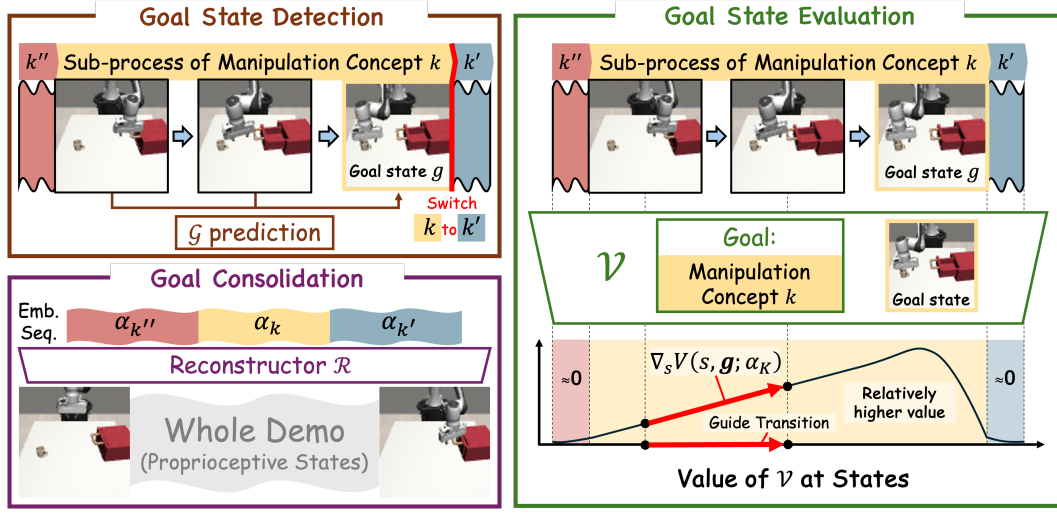 Goal State Detection
k′′ Sub-process of Manipulation Concept k k′
Goal state g
Switch
k to k′
𝒢 prediction
Goal Consolidation
Emb.
Seq.
α_{k′′} α_k α_{k′}
Reconstructor ℛ
Whole Demo
(Proprioceptive States)
Goal State Evaluation
k′′ Sub-process of Manipulation Concept k k′
Goal state g
𝒱
Goal:
Manipulation
Concept k
Goal state
≈0
∇_s V(s, g; α_K)
Guide Transition
Relatively
higher value
≈0
Value of 𝒱 at States